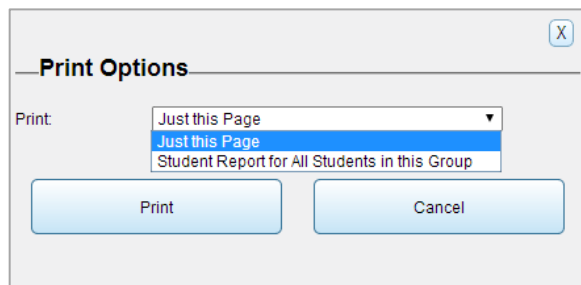 X
Print Options
Print: Just this Page ▼
Just this Page
Student Report for All Students in this Group
Print Cancel